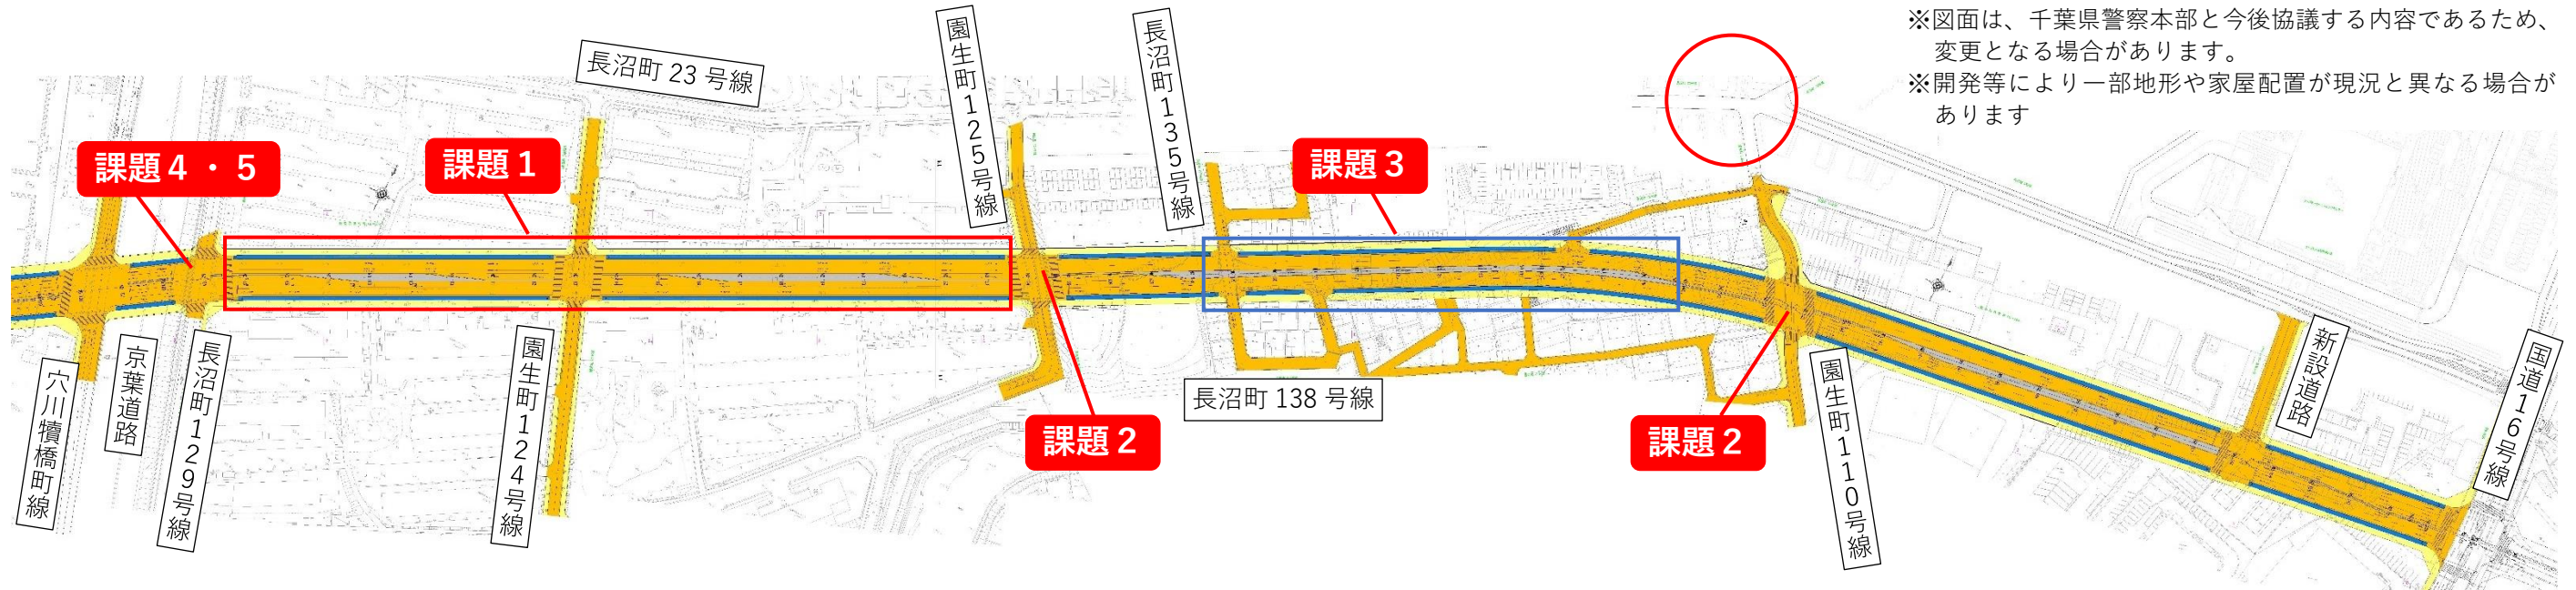 ※図面は、千葉県警察本部と今後協議する内容であるため、
変更となる場合があります。
※開発等により一部地形や家屋配置が現況と異なる場合が
あります
長沼町 23 号線
園生町125号線
長沼町135号線
課題４・５
課題１
課題３
穴川犢橋町線
京葉道路
長沼町129号線
園生町124号線
課題２
長沼町 138 号線
課題２
園生町110号線
新設道路
国道16号線